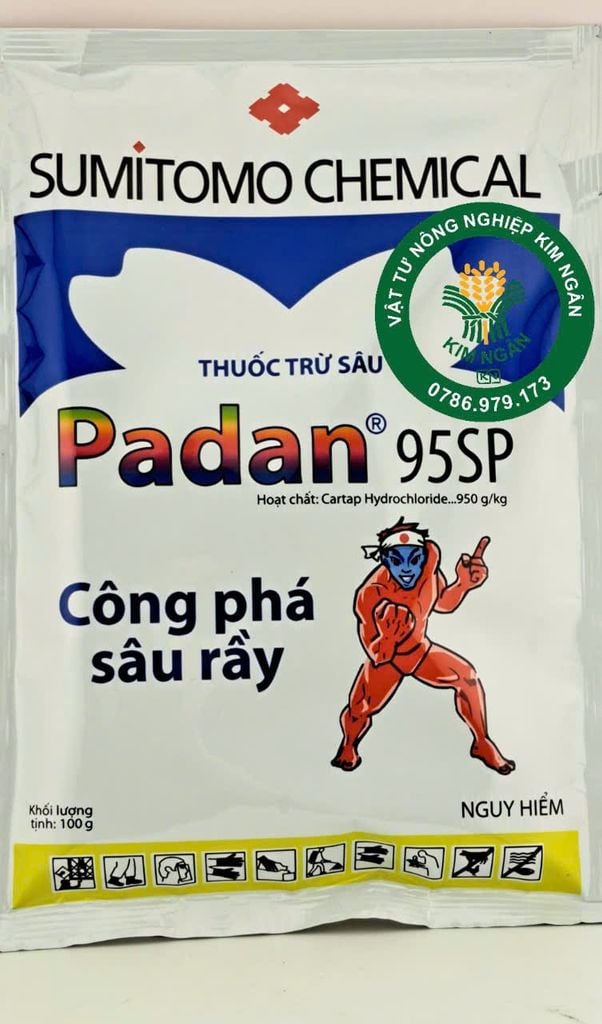 SUMITOMO CHEMICAL
VẬT TƯ NÔNG NGHIỆP KIM NGÂN
KIM NGÂN
KN
0786.979.173
THUỐC TRỪ SÂU
Padan® 95SP
Hoạt chất: Cartap Hydrochloride...950 g/kg
Công phá
sâu rầy
Khối lượng
tịnh: 100 g
NGUY HIỂM